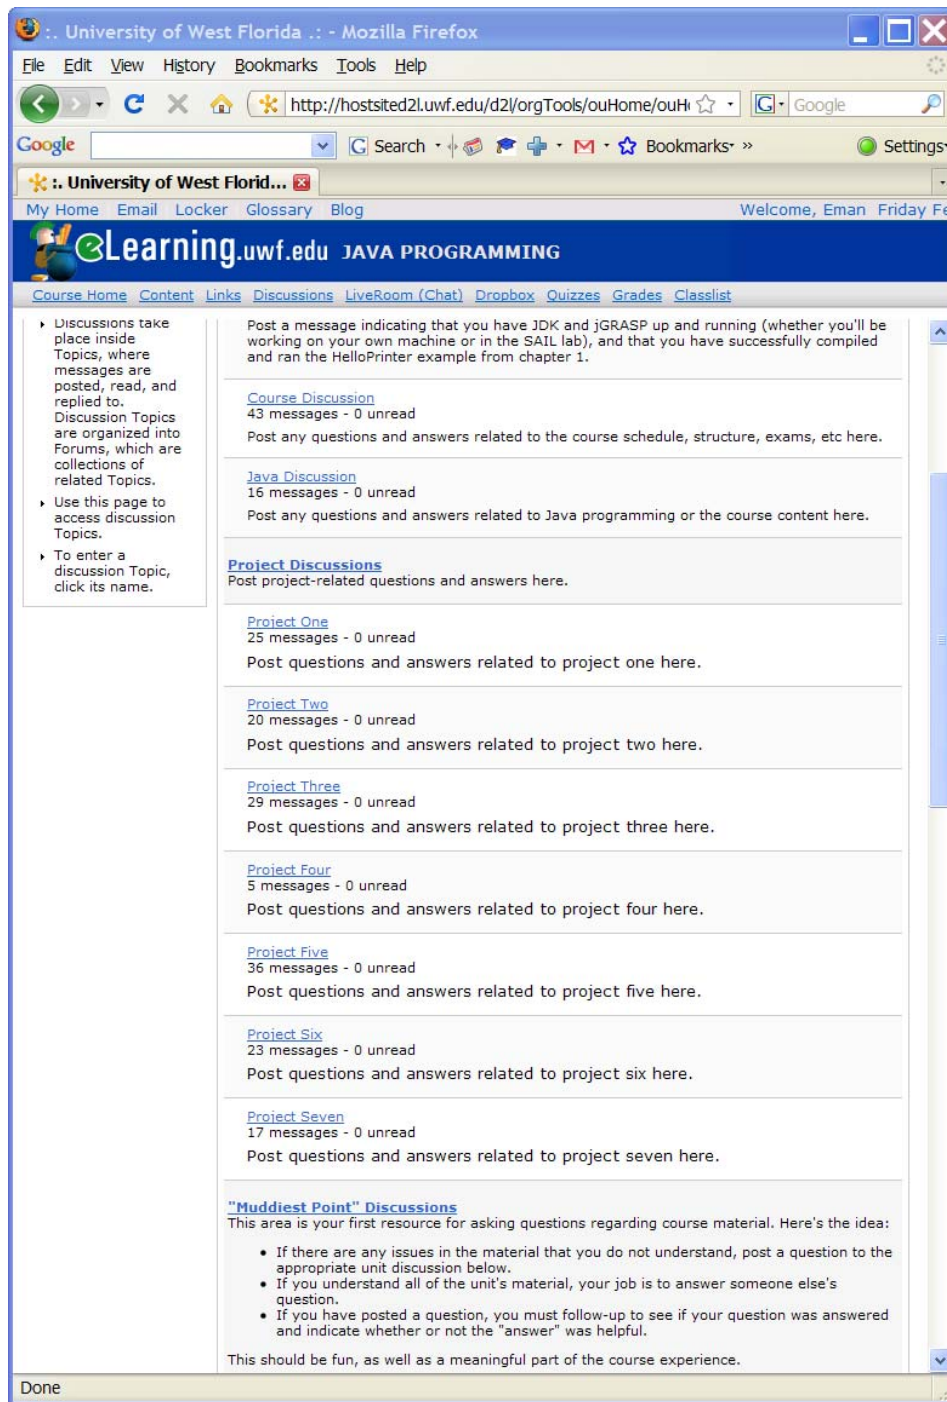 :. University of West Florida .: - Mozilla Firefox
File Edit View History Bookmarks Tools Help
http://hostsited2l.uwf.edu/d2l/orgTools/ouHome/ouH
G Google
Google
G Search Bookmarks » Settings
:. University of West Florid...
My Home Email Locker Glossary Blog Welcome, Eman Friday Fe
eLearning.uwf.edu JAVA PROGRAMMING
Course Home Content Links Discussions LiveRoom (Chat) Dropbox Quizzes Grades Classlist
Discussions take
place inside
Topics, where
messages are
posted, read, and
replied to.
Discussion Topics
are organized into
Forums, which are
collections of
related Topics.
Use this page to
access discussion
Topics.
To enter a
discussion Topic,
click its name.
Post a message indicating that you have JDK and jGRASP up and running (whether you'll be
working on your own machine or in the SAIL lab), and that you have successfully compiled
and ran the HelloPrinter example from chapter 1.
Course Discussion
43 messages - 0 unread
Post any questions and answers related to the course schedule, structure, exams, etc here.
Java Discussion
16 messages - 0 unread
Post any questions and answers related to Java programming or the course content here.
Project Discussions
Post project-related questions and answers here.
Project One
25 messages - 0 unread
Post questions and answers related to project one here.
Project Two
20 messages - 0 unread
Post questions and answers related to project two here.
Project Three
29 messages - 0 unread
Post questions and answers related to project three here.
Project Four
5 messages - 0 unread
Post questions and answers related to project four here.
Project Five
36 messages - 0 unread
Post questions and answers related to project five here.
Project Six
23 messages - 0 unread
Post questions and answers related to project six here.
Project Seven
17 messages - 0 unread
Post questions and answers related to project seven here.
"Muddiest Point" Discussions
This area is your first resource for asking questions regarding course material. Here's the idea:
• If there are any issues in the material that you do not understand, post a question to the
appropriate unit discussion below.
• If you understand all of the unit's material, your job is to answer someone else's
question.
• If you have posted a question, you must follow-up to see if your question was answered
and indicate whether or not the "answer" was helpful.
This should be fun, as well as a meaningful part of the course experience.
Done